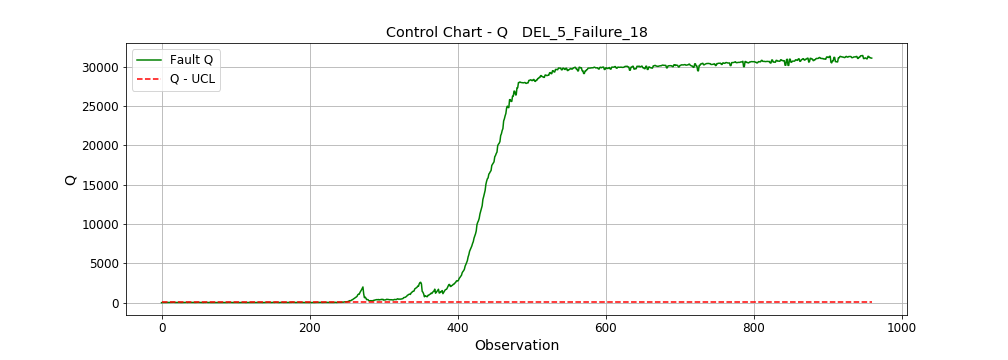 Control Chart - Q   DEL_5_Failure_18
Fault Q
Q - UCL
Q
30000
25000
20000
15000
10000
5000
0
0 200 400 600 800 1000
Observation